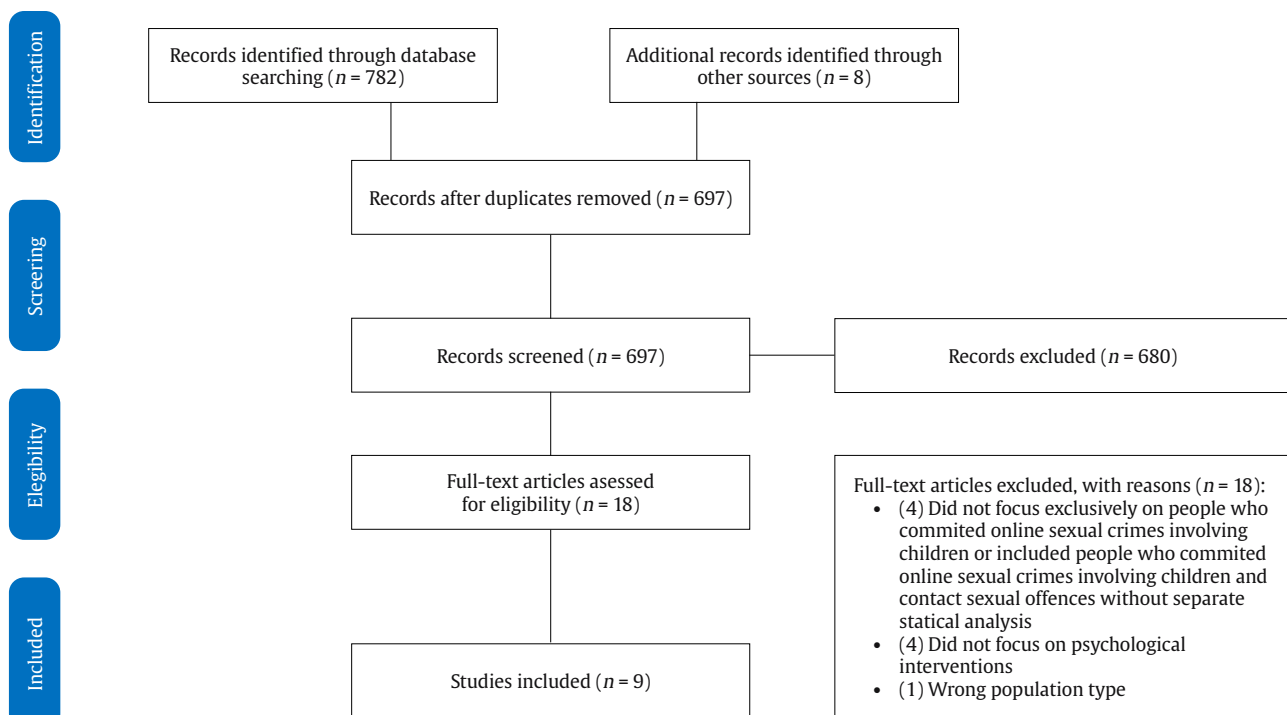 Identification
Records identified through database
searching (n = 782)
Additional records identified through
other sources (n = 8)
Records after duplicates removed (n = 697)
Screering
Records screened (n = 697)
Records excluded (n = 680)
Elegibility
Full-text articles asessed
for eligibility (n = 18)
Full-text articles excluded, with reasons (n = 18):
• (4) Did not focus exclusively on people who
commited online sexual crimes involving
children or included people who commited
online sexual crimes involving children and
contact sexual offences without separate
statical analysis
• (4) Did not focus on psychological
interventions
• (1) Wrong population type
Included
Studies included (n = 9)